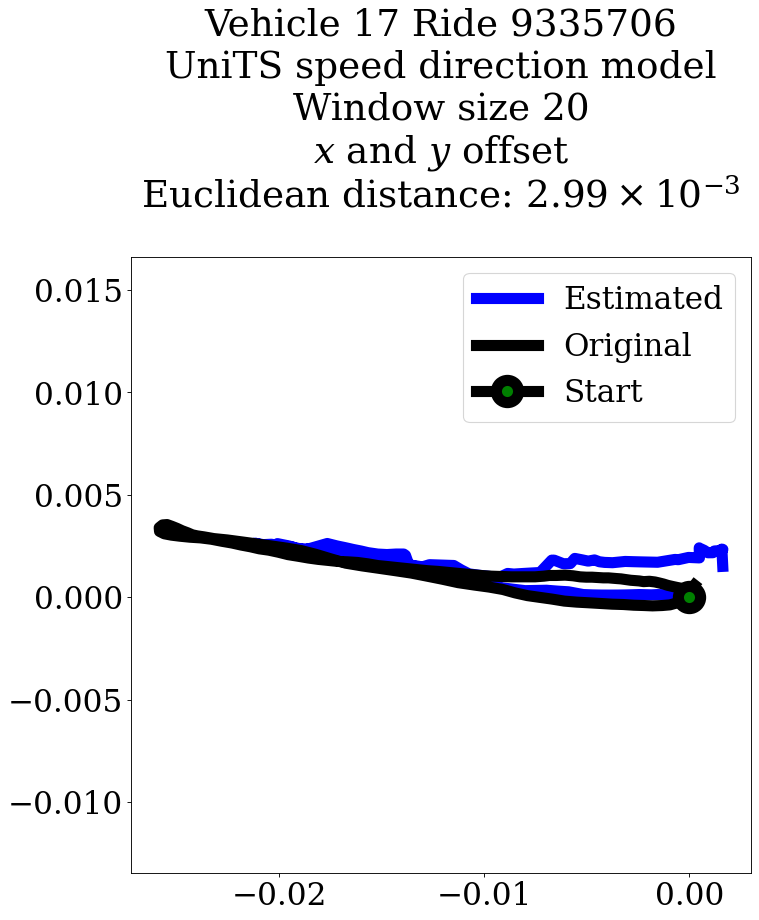 Vehicle 17 Ride 9335706
UniTS speed direction model
Window size 20
x and y offset
Euclidean distance: 2.99 × 10⁻³
Estimated
Original
Start
0.015
0.010
0.005
0.000
−0.005
−0.010
−0.02
−0.01
0.00